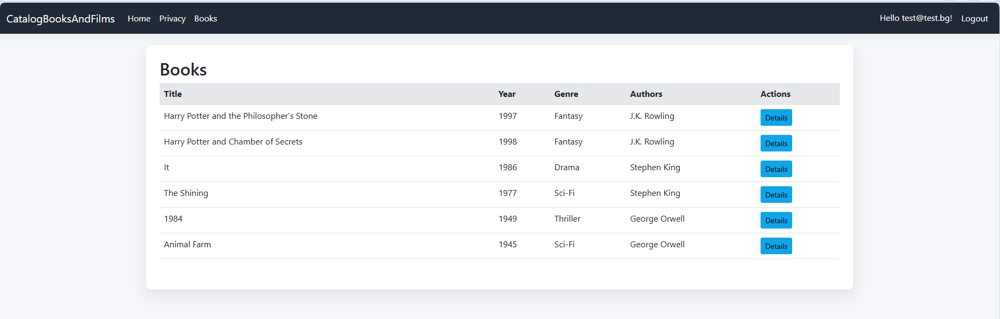 CatalogBooksAndFilms Home Privacy Books Hello test@test.bg! Logout
Books
Title Year Genre Authors Actions
Harry Potter and the Philosopher's Stone 1997 Fantasy J.K. Rowling Details
Harry Potter and Chamber of Secrets 1998 Fantasy J.K. Rowling Details
It 1986 Drama Stephen King Details
The Shining 1977 Sci-Fi Stephen King Details
1984 1949 Thriller George Orwell Details
Animal Farm 1945 Sci-Fi George Orwell Details